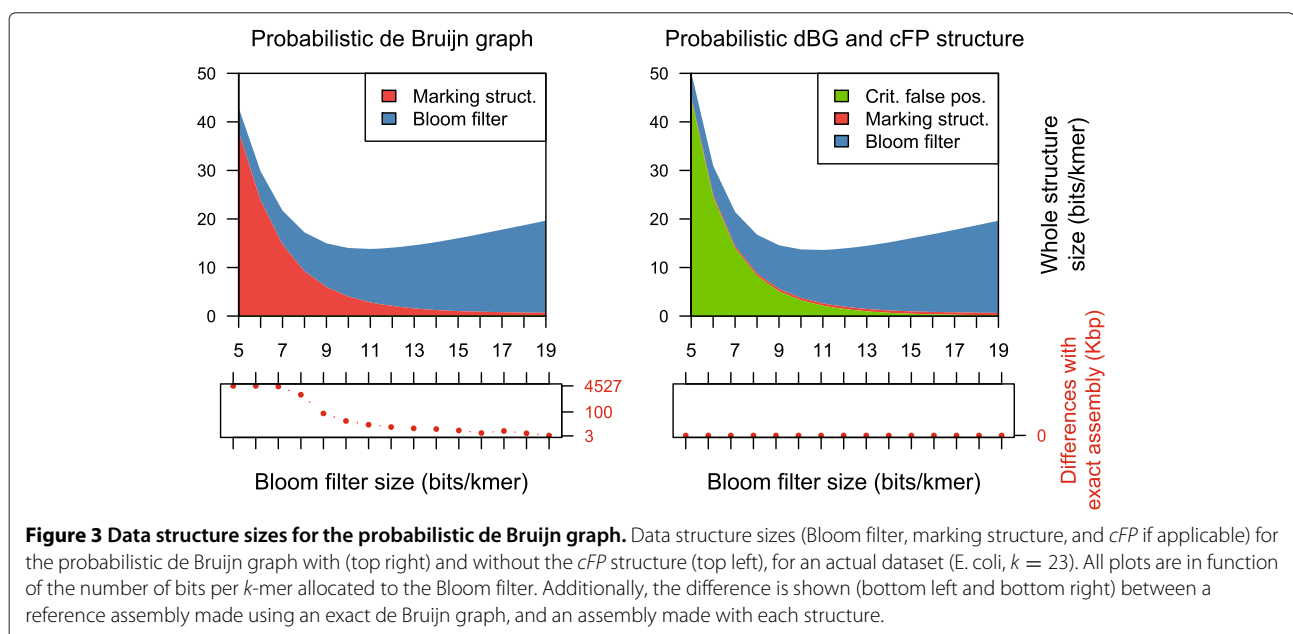 Probabilistic de Bruijn graph
50
40
30
20
10
0
Marking struct.
Bloom filter
5 7 9 11 13 15 17 19
4527
100
3
Bloom filter size (bits/kmer)
Probabilistic dBG and cFP structure
50
40
30
20
10
0
Crit. false pos.
Marking struct.
Bloom filter
5 7 9 11 13 15 17 19
0
Bloom filter size (bits/kmer)
Whole structure
size (bits/kmer)
Differences with
exact assembly (Kbp)
Figure 3 Data structure sizes for the probabilistic de Bruijn graph. Data structure sizes (Bloom filter, marking structure, and cFP if applicable) for
the probabilistic de Bruijn graph with (top right) and without the cFP structure (top left), for an actual dataset (E. coli, k = 23). All plots are in function
of the number of bits per k-mer allocated to the Bloom filter. Additionally, the difference is shown (bottom left and bottom right) between a
reference assembly made using an exact de Bruijn graph, and an assembly made with each structure.